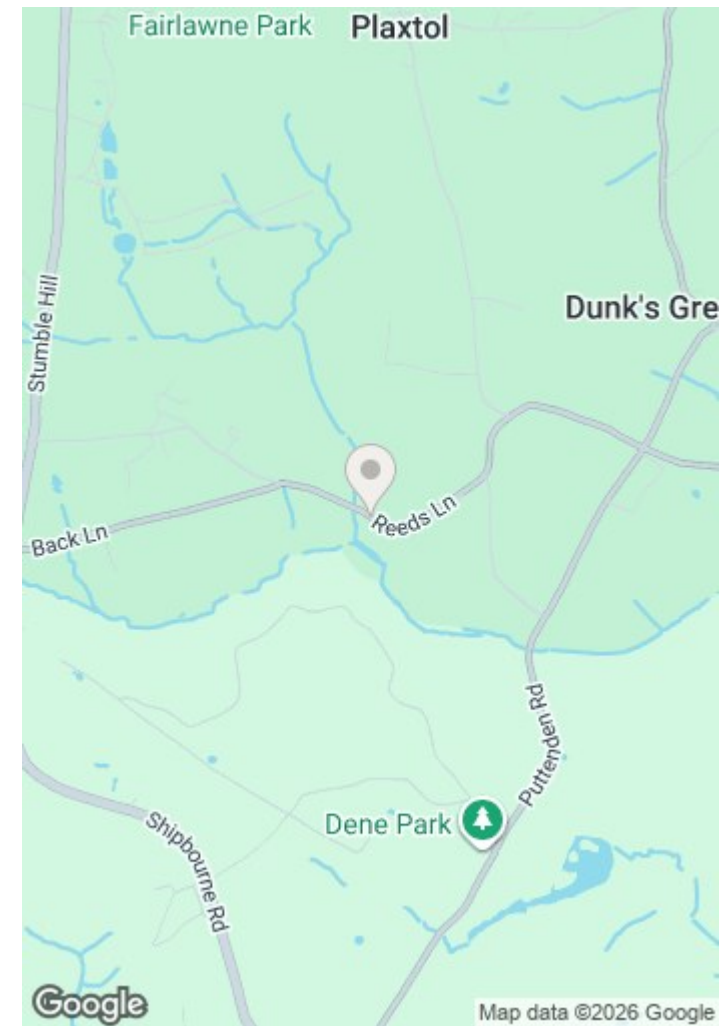 Fairlawne Park
Plaxtol
Stumble Hill
Dunk's Gre
Back Ln
Reeds Ln
Puttenden Rd
Dene Park
Shipbourne Rd
Google
Map data ©2026 Google